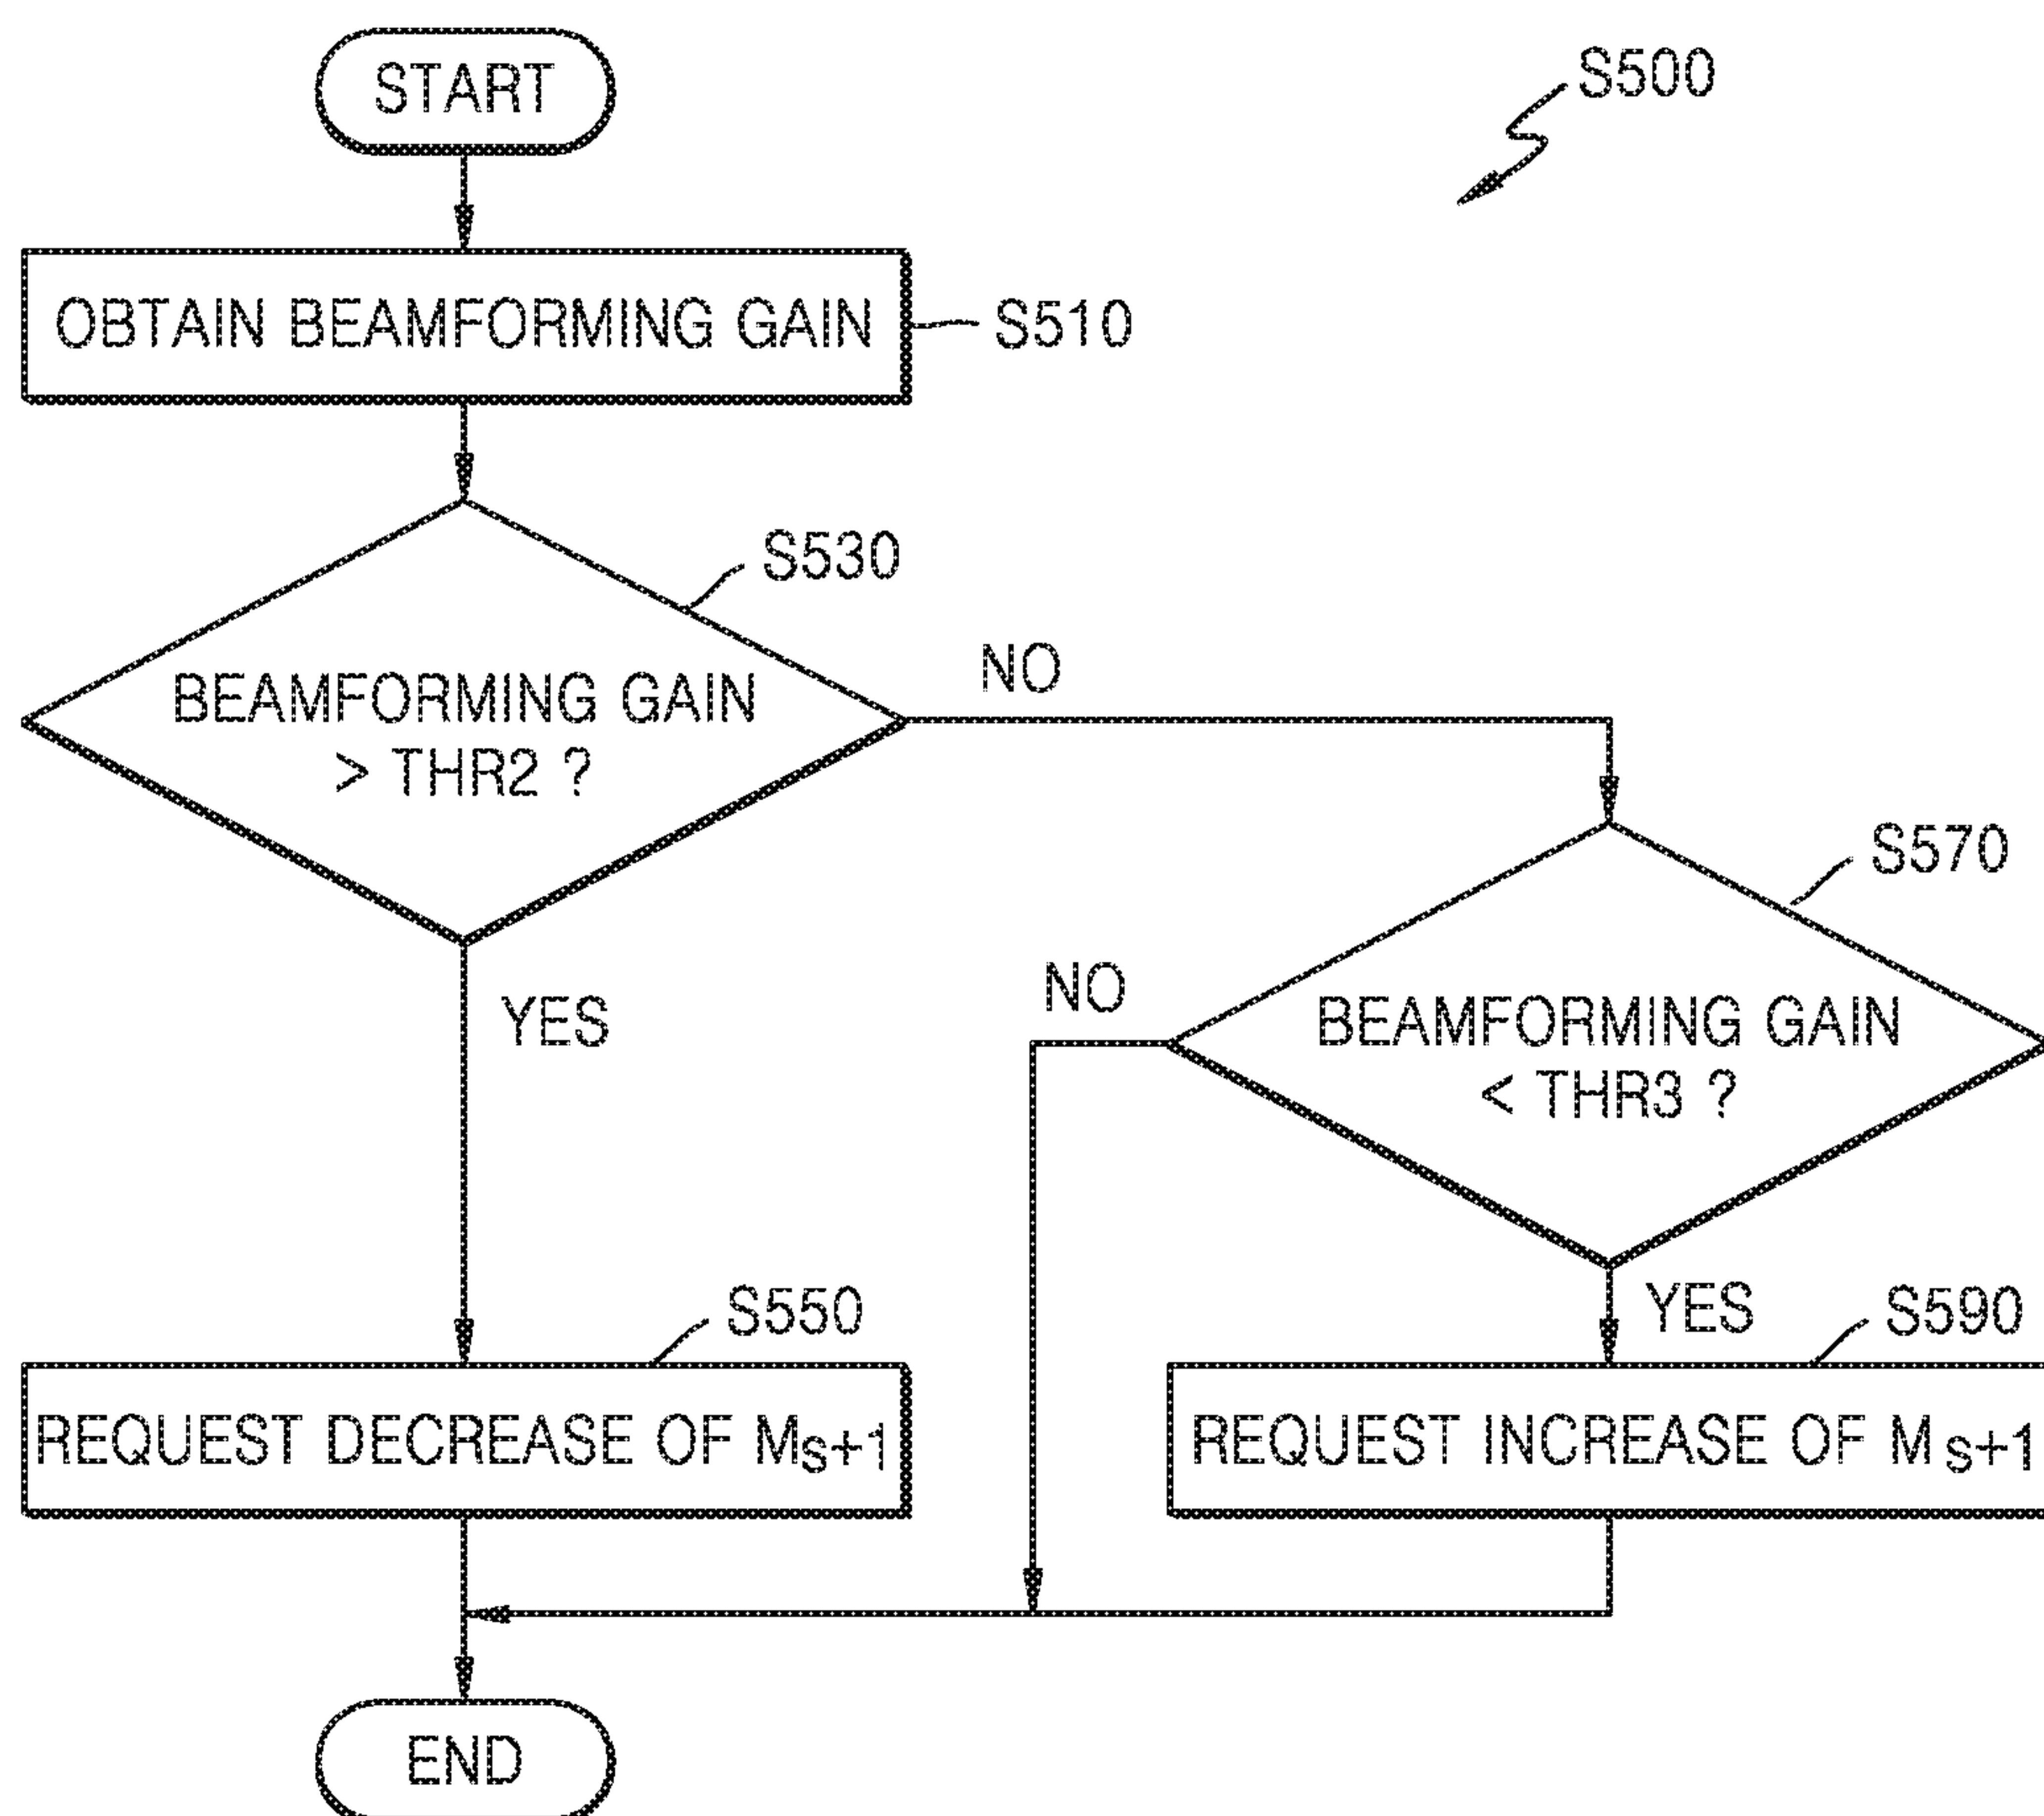 START
S500
OBTAIN BEAMFORMING GAIN
S510
S530
BEAMFORMING GAIN
> THR2 ?
NO
YES
S570
BEAMFORMING GAIN
< THR3 ?
NO
YES
S550
REQUEST DECREASE OF Ms+1
S590
REQUEST INCREASE OF Ms+1
END